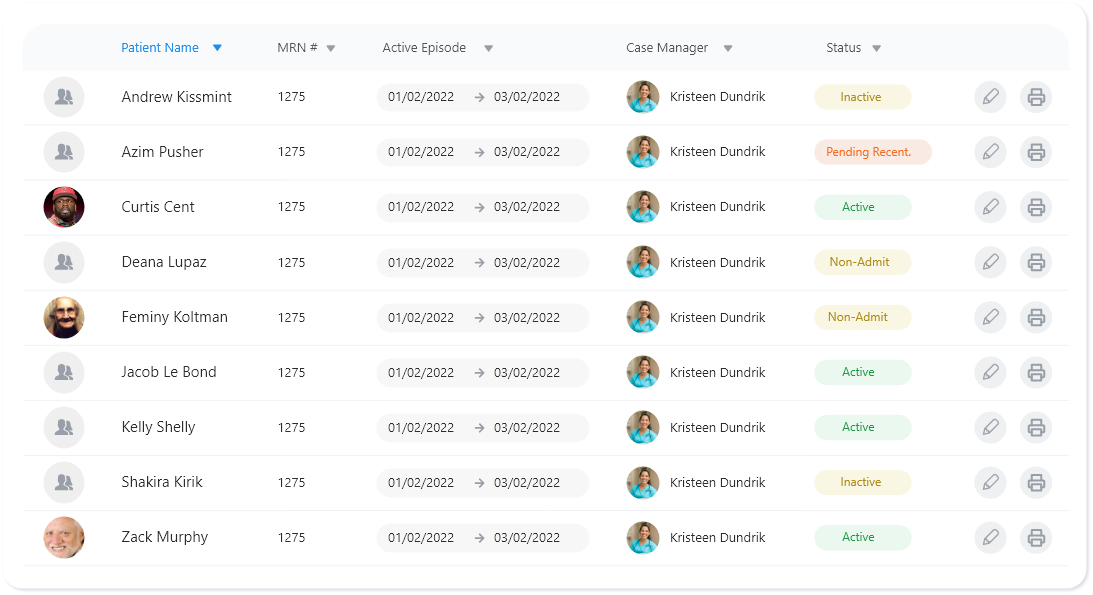 Patient Name MRN # Active Episode Case Manager Status
Andrew Kissmint 1275 01/02/2022 → 03/02/2022 Kristeen Dundrik Inactive
Azim Pusher 1275 01/02/2022 → 03/02/2022 Kristeen Dundrik Pending Recent.
Curtis Cent 1275 01/02/2022 → 03/02/2022 Kristeen Dundrik Active
Deana Lupaz 1275 01/02/2022 → 03/02/2022 Kristeen Dundrik Non-Admit
Feminy Koltman 1275 01/02/2022 → 03/02/2022 Kristeen Dundrik Non-Admit
Jacob Le Bond 1275 01/02/2022 → 03/02/2022 Kristeen Dundrik Active
Kelly Shelly 1275 01/02/2022 → 03/02/2022 Kristeen Dundrik Active
Shakira Kirik 1275 01/02/2022 → 03/02/2022 Kristeen Dundrik Inactive
Zack Murphy 1275 01/02/2022 → 03/02/2022 Kristeen Dundrik Active